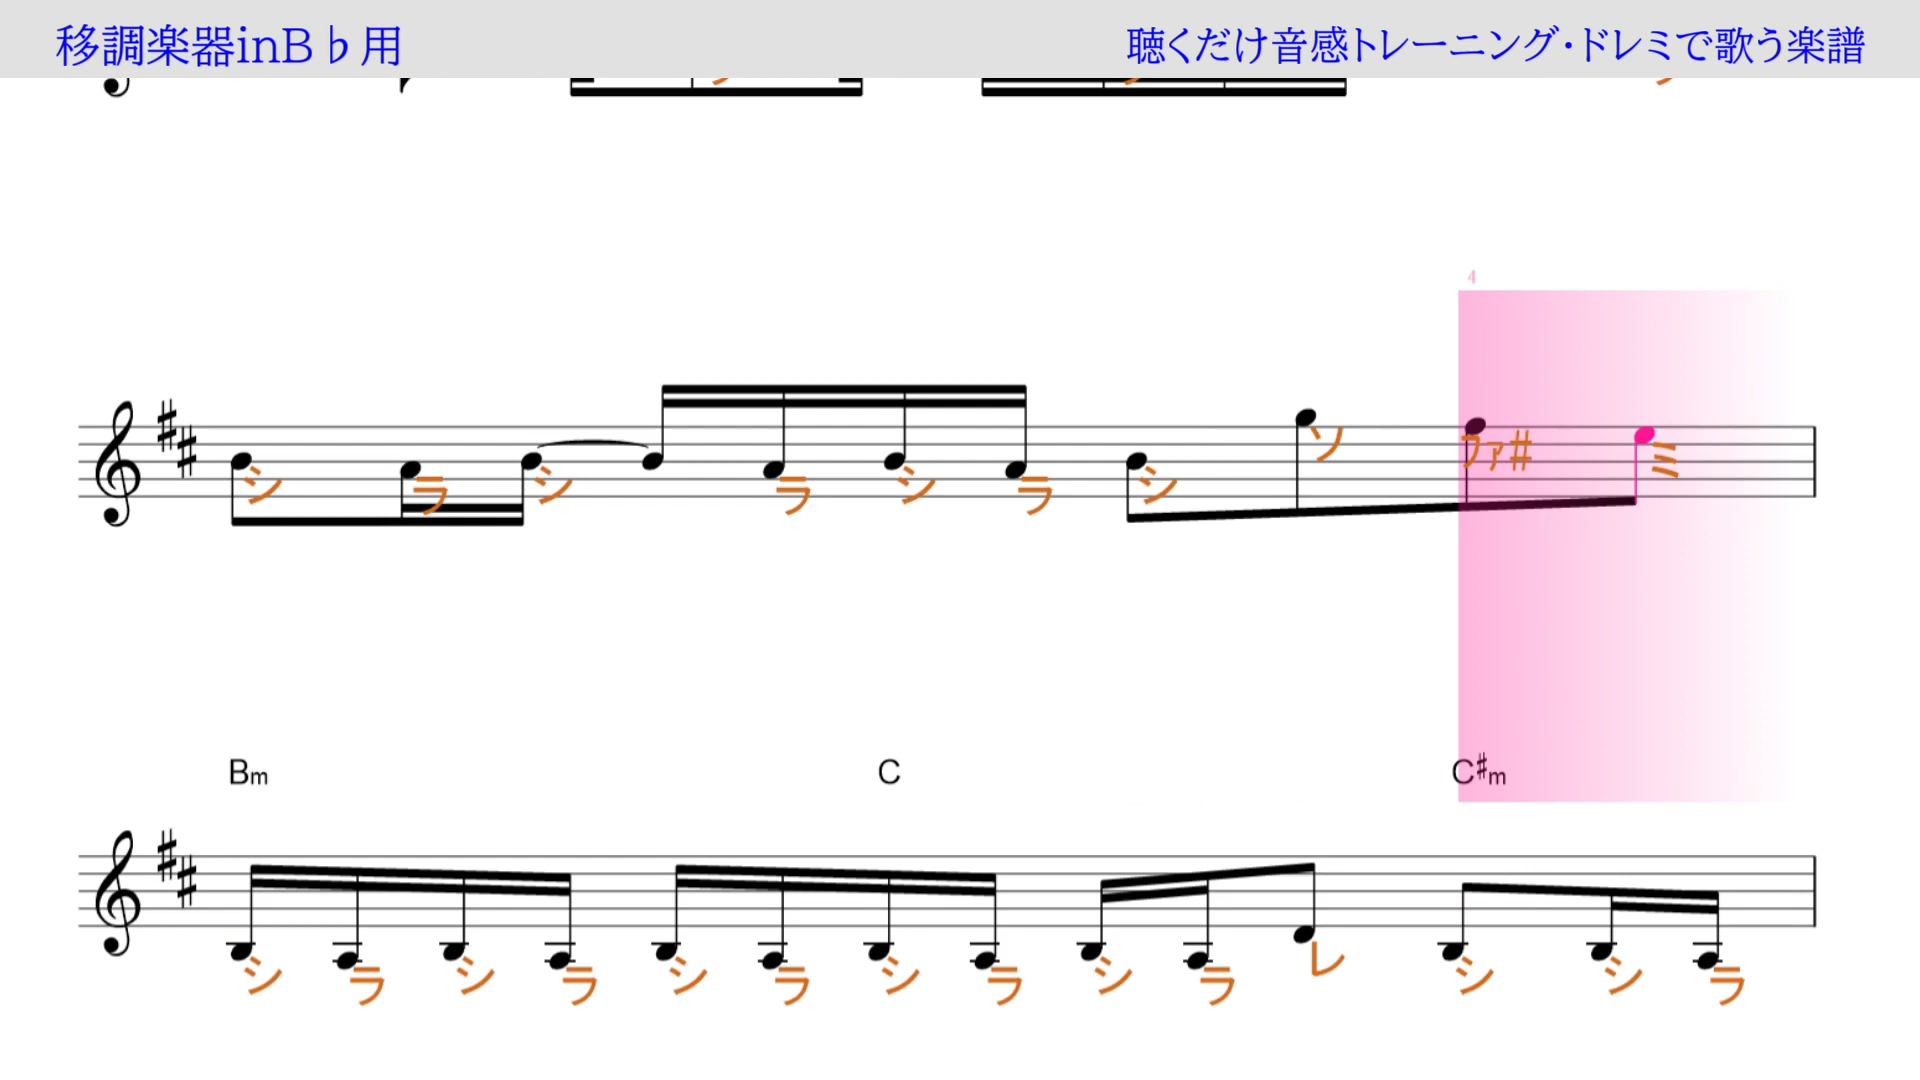 移調楽器inB♭用
聴くだけ音感トレーニング・ドレミで歌う楽譜
4
シ ラ シ ラ シ ラ シ ソ ファ# ミ
Bm C C#m
シ ラ シ ラ シ ラ シ ラ シ ラ レ シ シ ラ